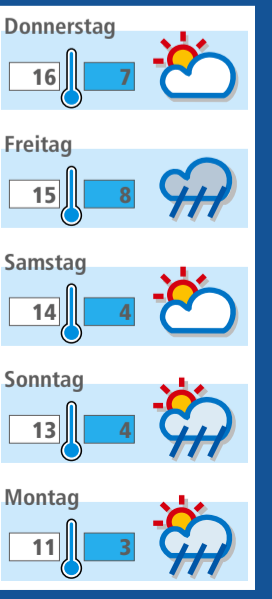 Donnerstag
16 7
Freitag
15 8
Samstag
14 4
Sonntag
13 4
Montag
11 3